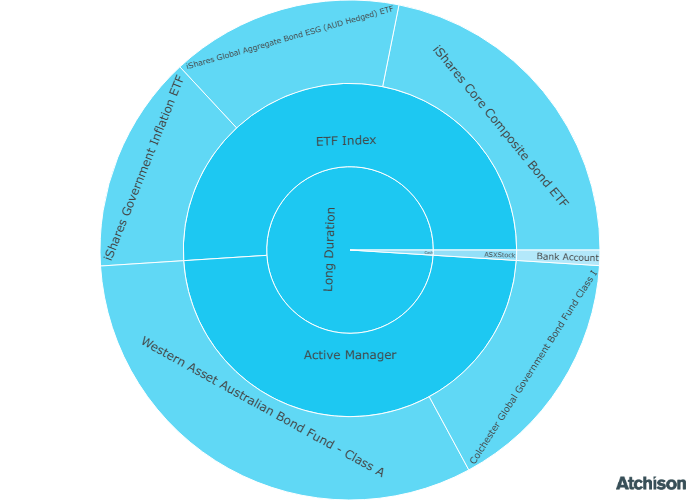 iShares Global Aggregate Bond ESG (AUD Hedged) ETF
iShares Core Composite Bond ETF
iShares Government Inflation ETF
ETF Index
Long Duration
ASXStock
Bank Account
Active Manager
Western Asset Australian Bond Fund - Class A
Colchester Global Government Bond Fund Class I
Atchison